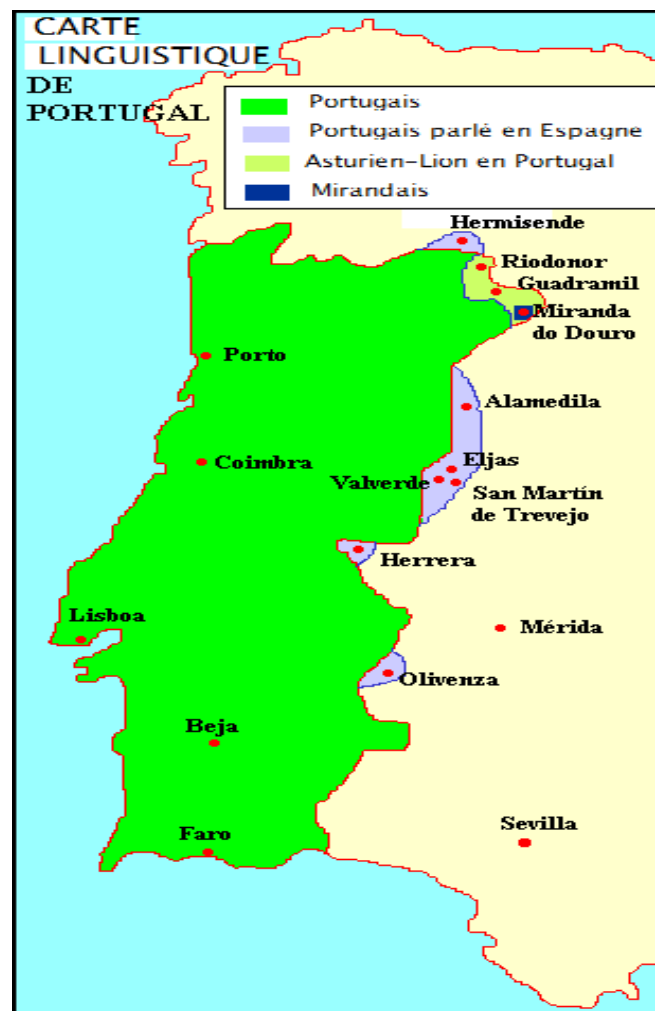 CARTE
LINGUISTIQUE
DE
PORTUGAL
Portugais
Portugais parlé en Espagne
Asturien-Lion en Portugal
Mirandais
Hermisende
Riodonor
Guadramil
Miranda
do Douro
Porto
Alamedila
Coimbra
Eljas
Valverde
San Martín
de Trevejo
Herrera
Lisboa
Mérida
Olivenza
Beja
Sevilla
Faro